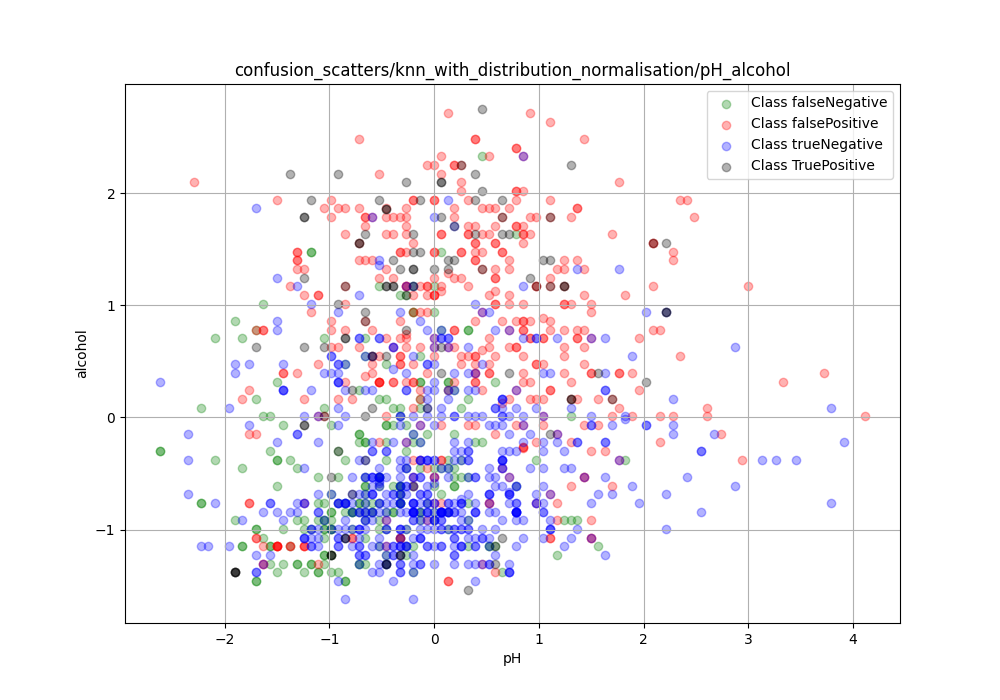 confusion_scatters/knn_with_distribution_normalisation/pH_alcohol
Class falseNegative
Class falsePositive
Class trueNegative
Class TruePositive
2
1
0
−1
alcohol
−2
−1
0
1
2
3
4
pH